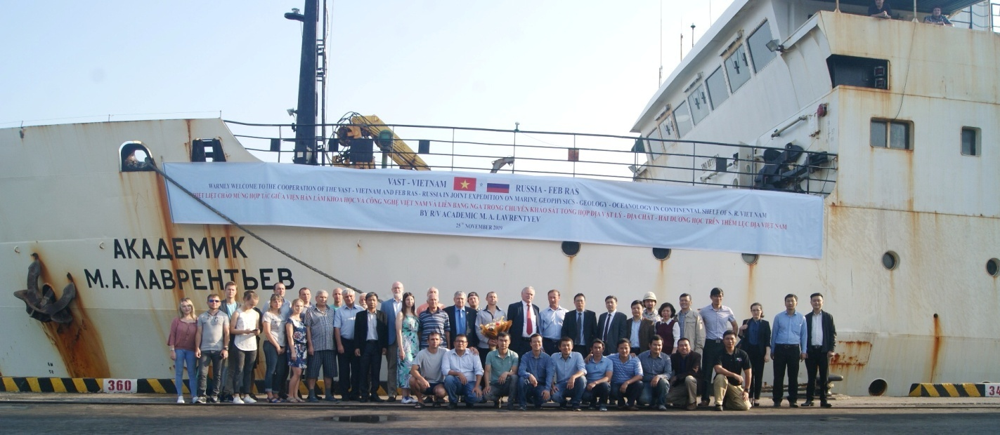 VAST - VIETNAM RUSSIA - FEB RAS
WARMLY WELCOME TO THE COOPERATION OF THE VAST - VIETNAM AND FEB RAS - RUSSIA IN JOINT EXPEDITION ON MARINE GEOPHYSICS - GEOLOGY - OCEANOLOGY IN CONTINENTAL SHELF OF S. R. VIETNAM
NHIỆT LIỆT CHÀO MỪNG HỢP TÁC GIỮA VIỆN HÀN LÂM KHOA HỌC VÀ CÔNG NGHỆ VIỆT NAM VÀ LIÊN BANG NGA TRONG CHUYẾN KHẢO SÁT TỔNG HỢP ĐỊA VẬT LÝ - ĐỊA CHẤT - HẢI DƯƠNG HỌC TRÊN THỀM LỤC ĐỊA VIỆT NAM
BY R/V ACADEMIC M. A. LAVRENTYEV
25TH NOVEMBER 2019
АКАДЕМИК
М.А. ЛАВРЕНТЬЕВ
360
34